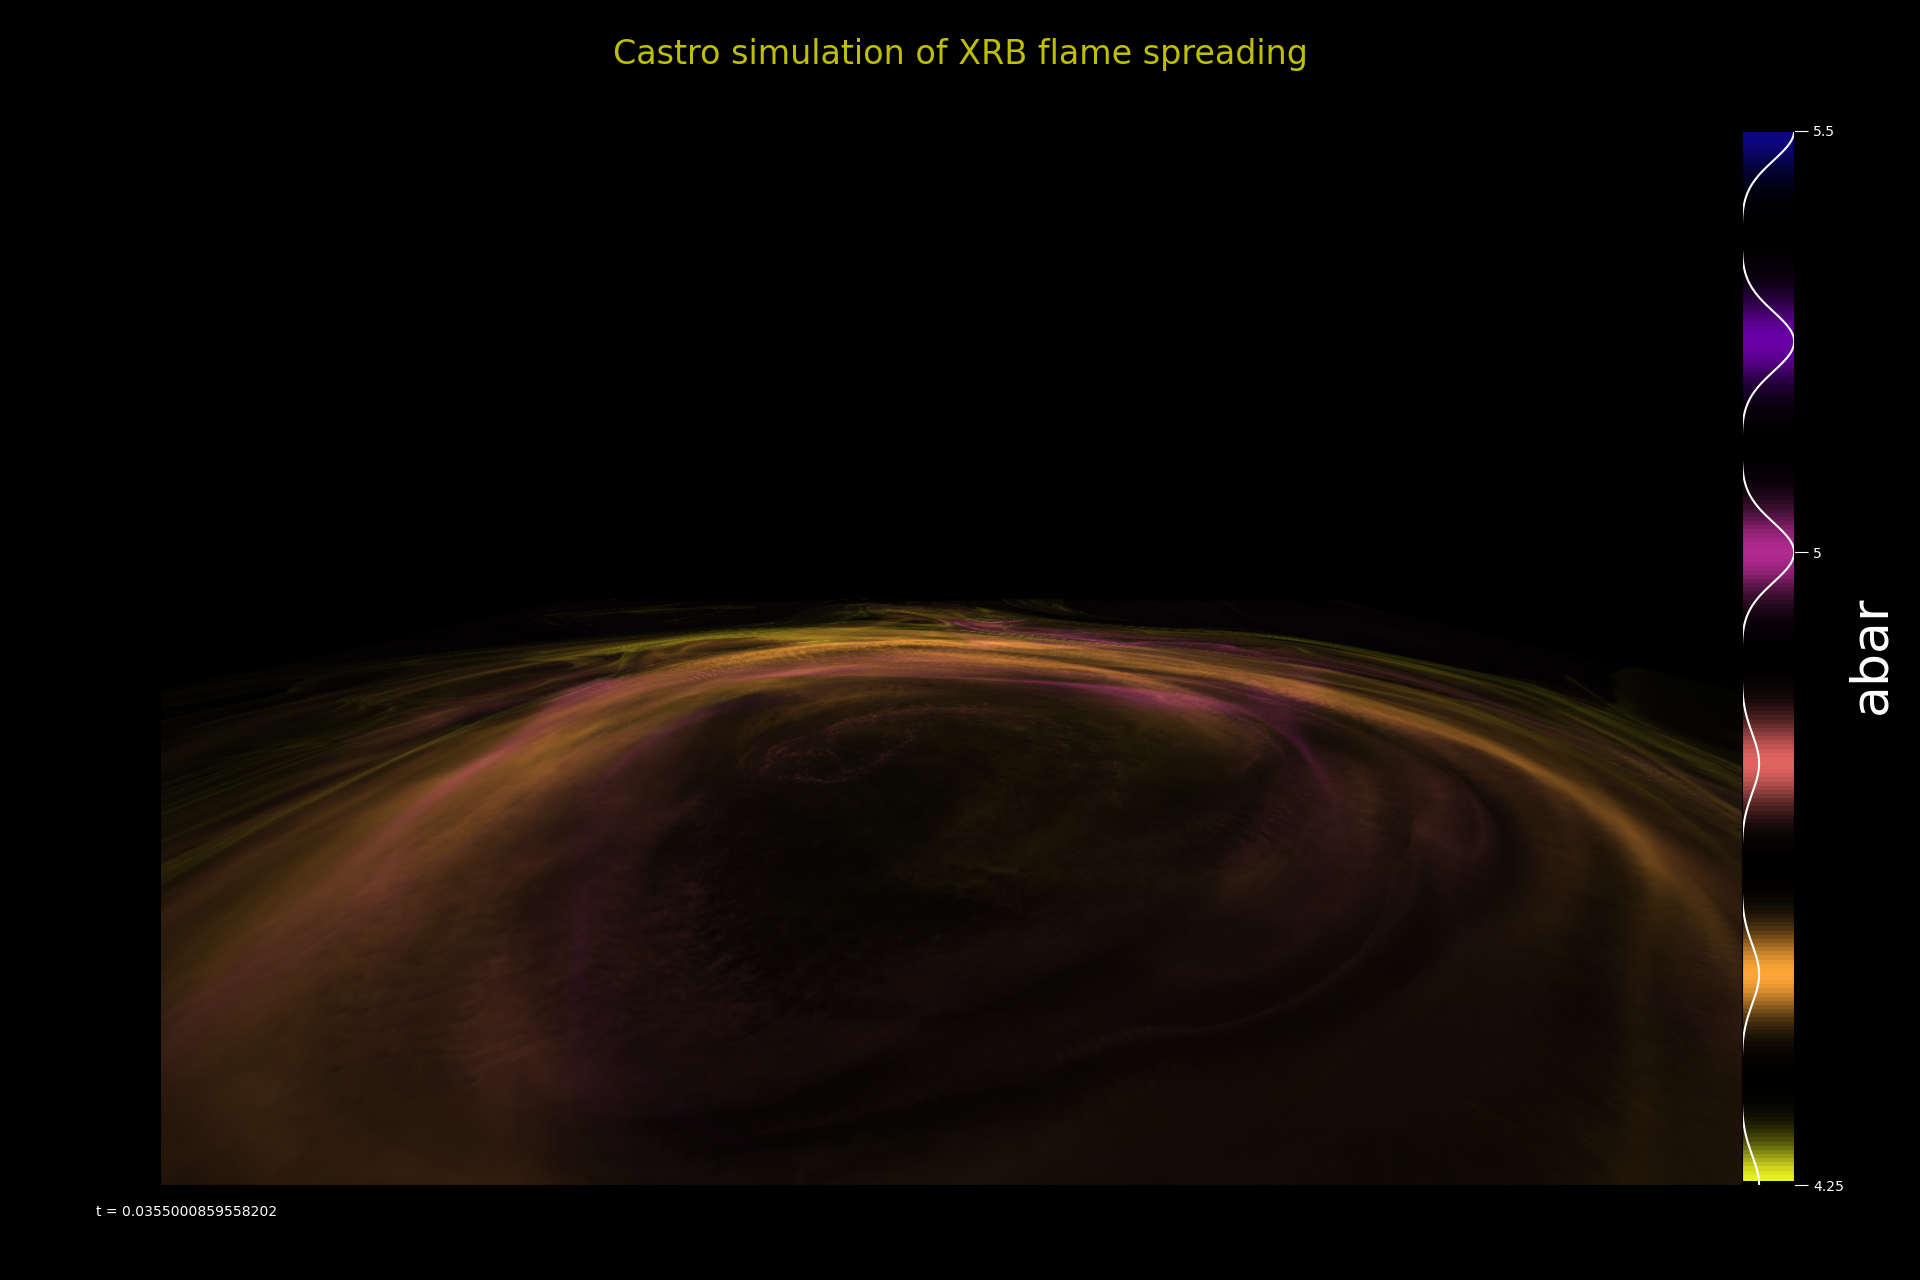 Castro simulation of XRB flame spreading
5.5
5
abar
4.25
t = 0.0355000859558202